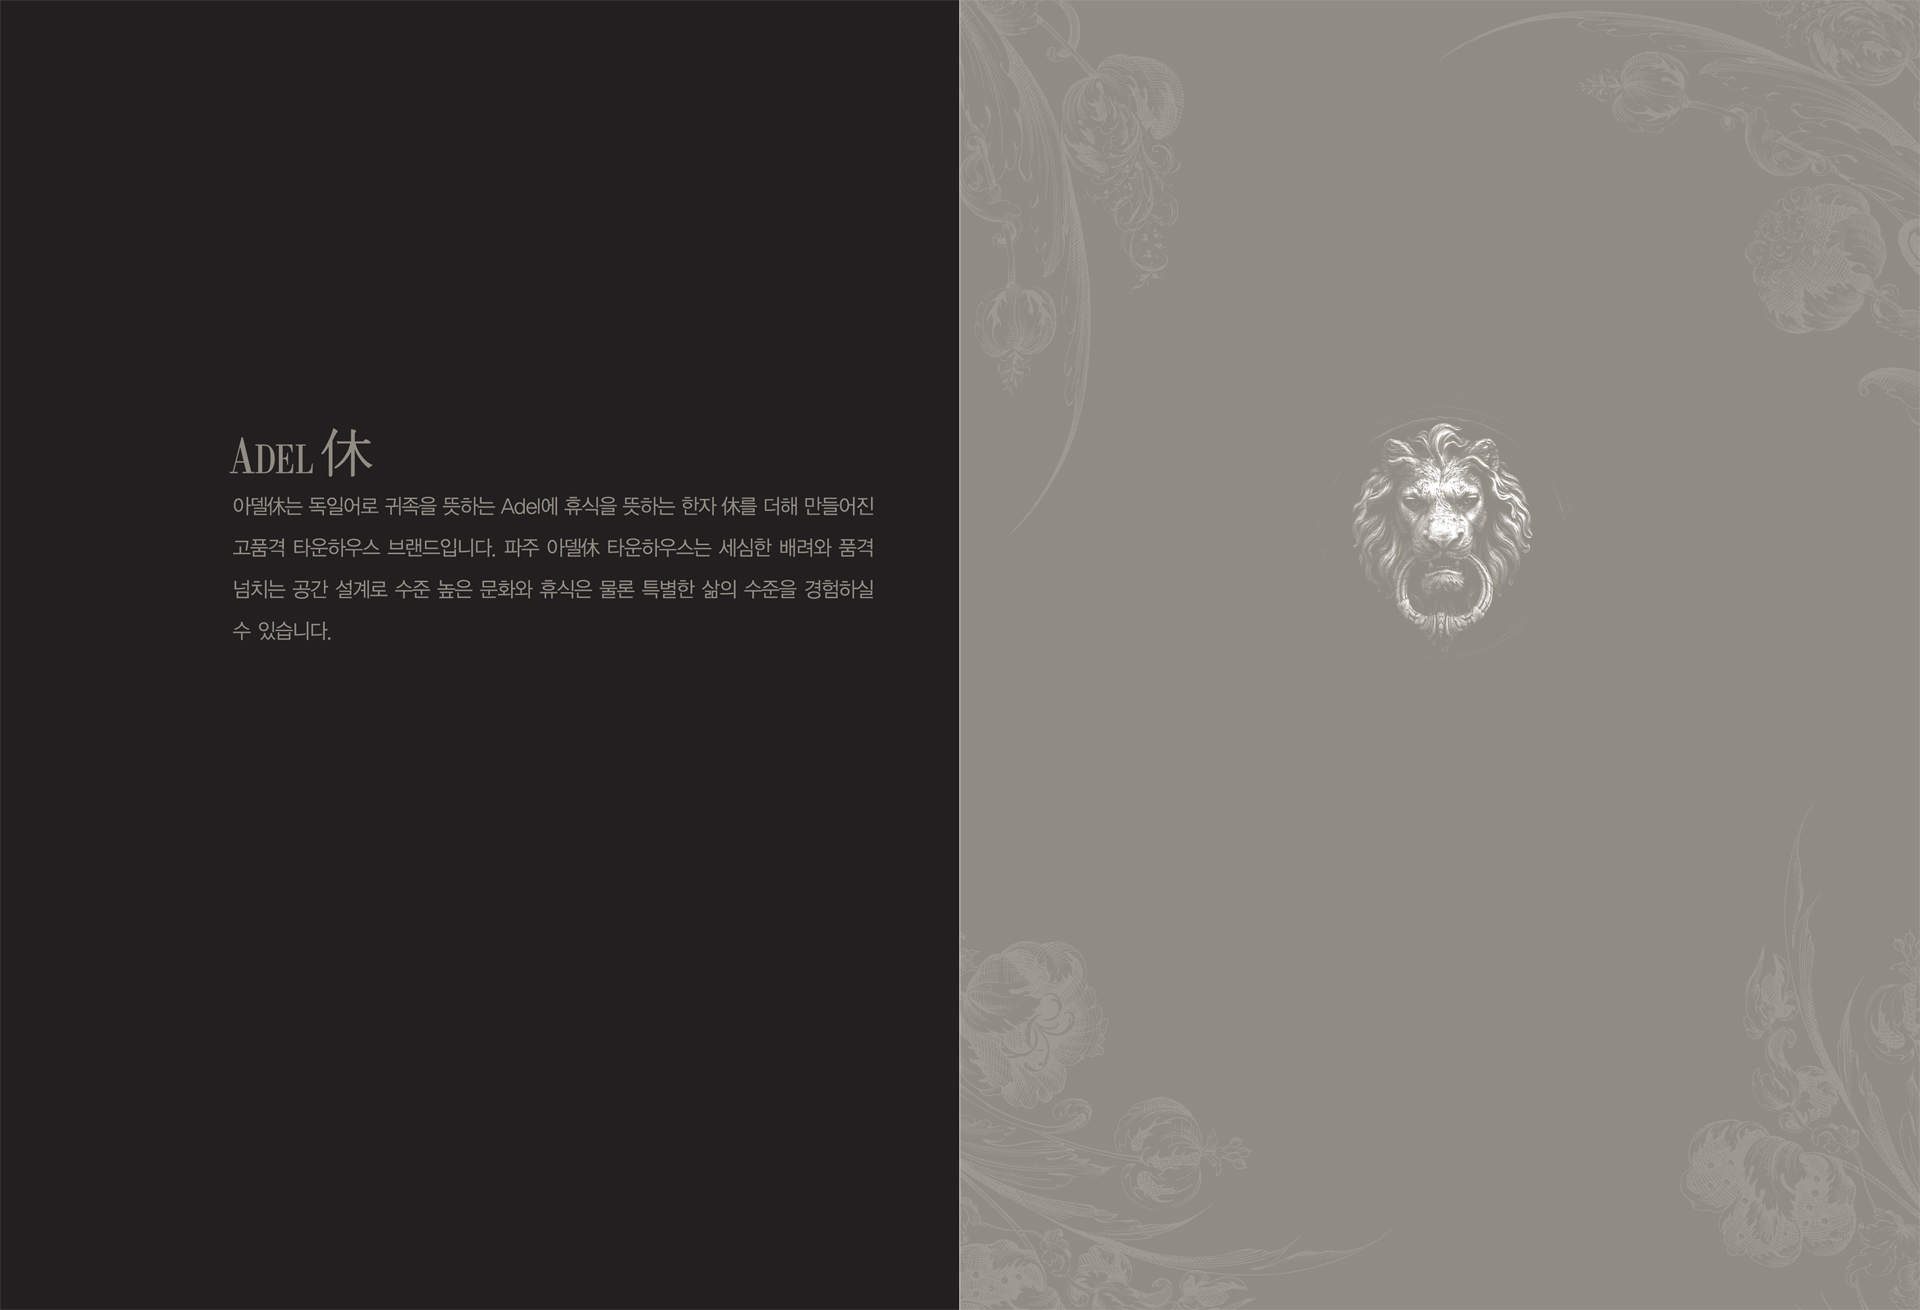 ADEL 休
아델休는 독일어로 귀족을 뜻하는 Adel에 휴식을 뜻하는 한자 休를 더해 만들어진
고품격 타운하우스 브랜드입니다. 파주 아델休 타운하우스는 세심한 배려와 품격
넘치는 공간 설계로 수준 높은 문화와 휴식은 물론 특별한 삶의 수준을 경험하실
수 있습니다.